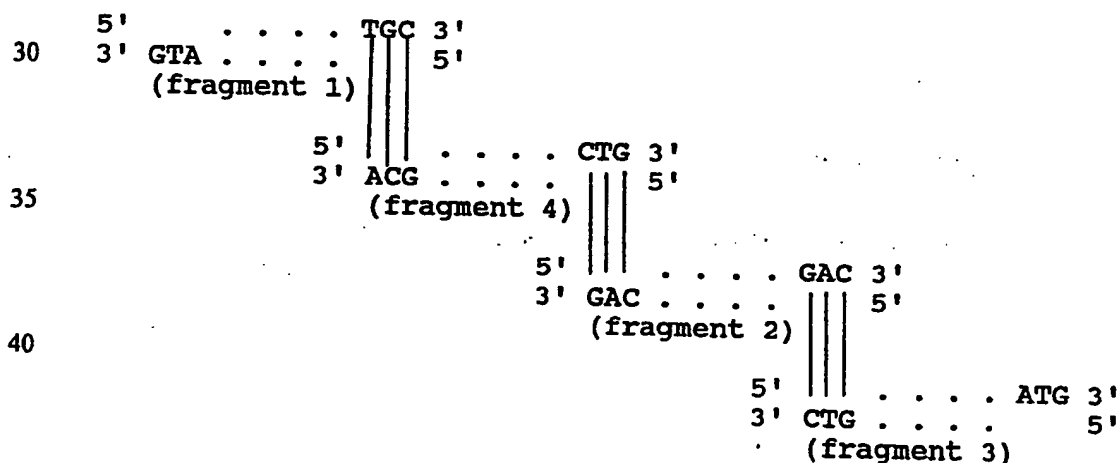 5' . . . . TGC 3'
30 3' GTA . . . . 5'
(fragment 1)
5' . . . . CTG 3'
3' ACG . . . . 5'
35 (fragment 4)
5' . . . . GAC 3'
3' GAC . . . . 5'
(fragment 2)
40
5' . . . . ATG 3'
3' CTG . . . . 5'
(fragment 3)